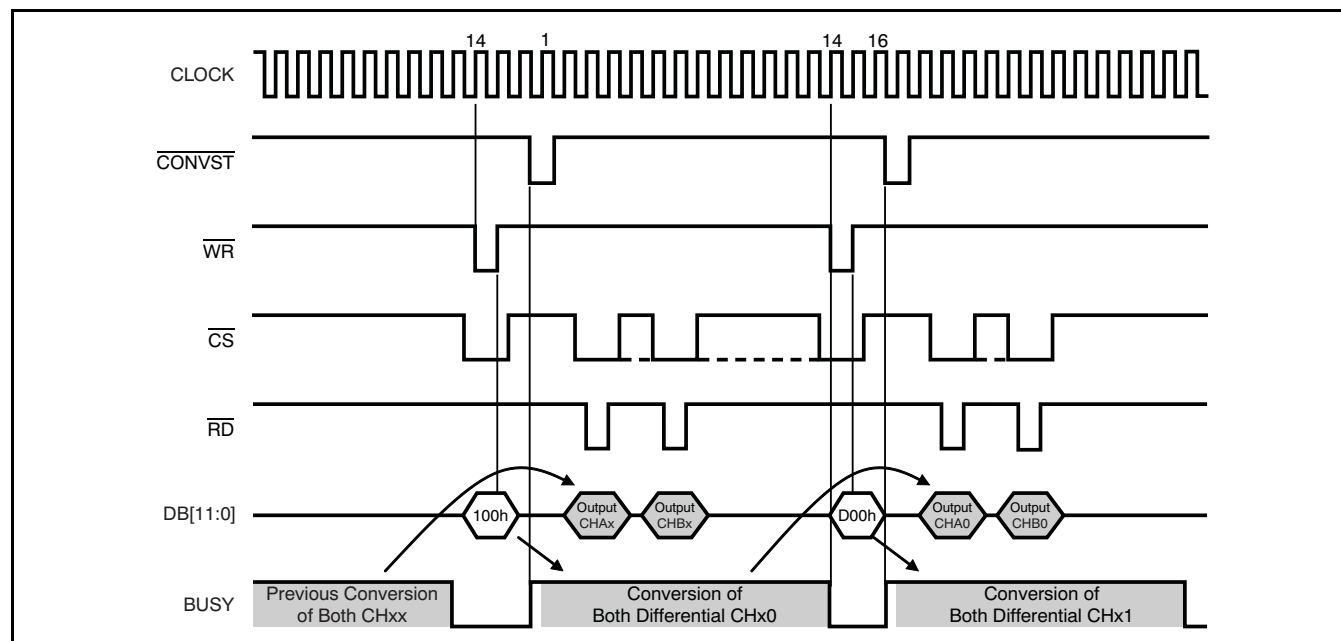 14 1 14 16
CLOCK
CONVST
WR
CS
RD
DB[11:0]
100h
Output
CHAx
Output
CHBx
D00h
Output
CHA0
Output
CHB0
BUSY
Previous Conversion
of Both CHxx
Conversion of
Both Differential CHx0
Conversion of
Both Differential CHx1